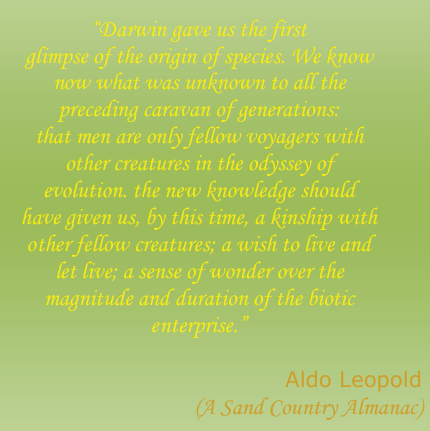 “Darwin gave us the first
glimpse of the origin of species. We know
now what was unknown to all the
preceding caravan of generations:
that men are only fellow voyagers with
other creatures in the odyssey of
evolution. the new knowledge should
have given us, by this time, a kinship with
other fellow creatures; a wish to live and
let live; a sense of wonder over the
magnitude and duration of the biotic
enterprise.”
Aldo Leopold
(A Sand Country Almanac)